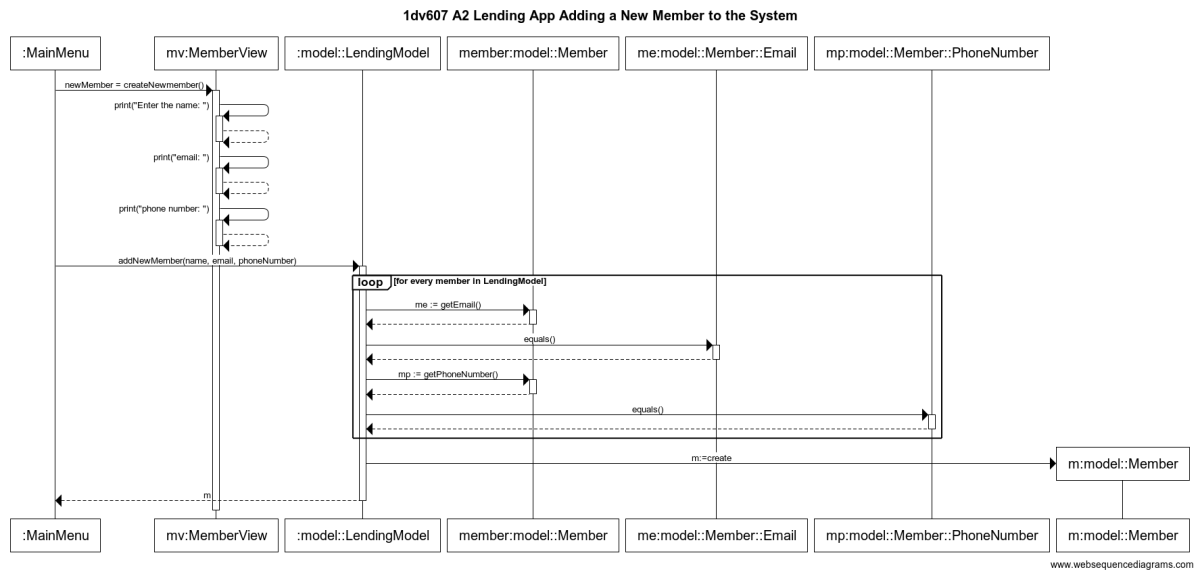 1dv607 A2 Lending App Adding a New Member to the System
:MainMenu mv:MemberView :model::LendingModel member:model::Member me:model::Member::Email mp:model::Member::PhoneNumber
newMember = createNewmember()
print("Enter the name: ")
print("email: ")
print("phone number: ")
addNewMember(name, email, phoneNumber)
loop [for every member in LendingModel]
me := getEmail()
equals()
mp := getPhoneNumber()
equals()
m:=create
m:model::Member
m
:MainMenu mv:MemberView :model::LendingModel member:model::Member me:model::Member::Email mp:model::Member::PhoneNumber m:model::Member
www.websequencediagrams.com